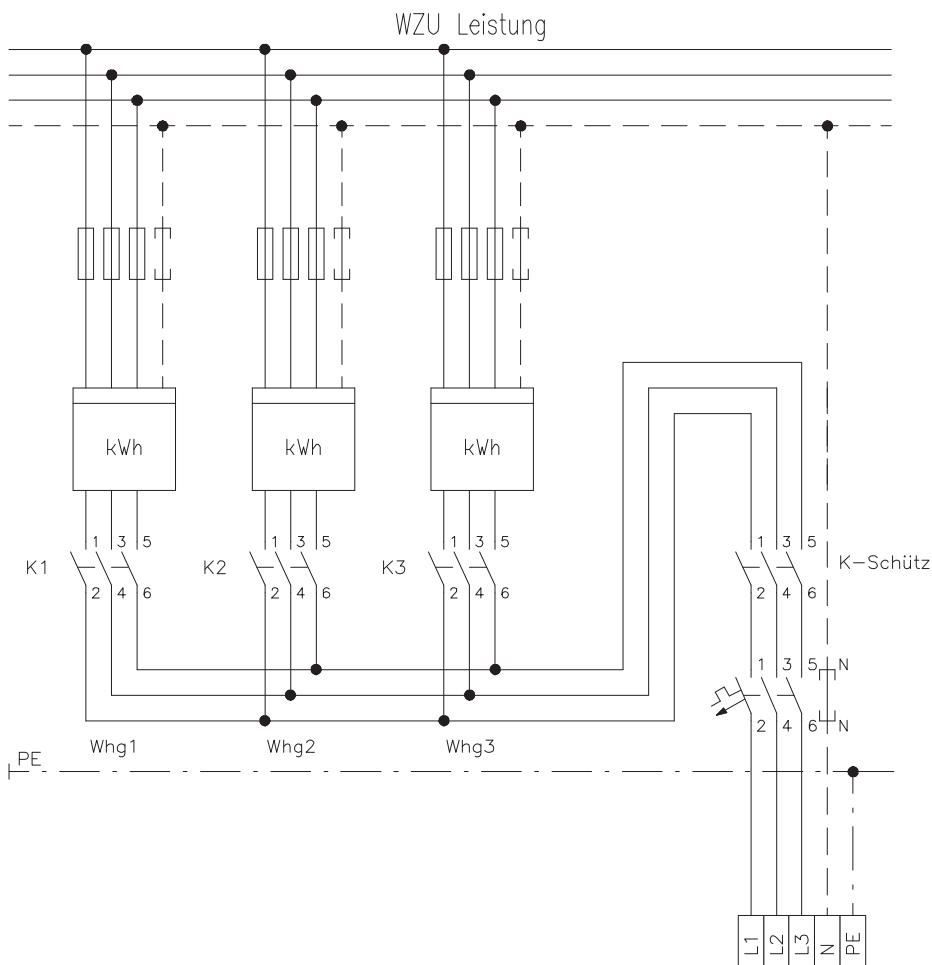 WZU Leistung
kWh kWh kWh
1 3 5 1 3 5 1 3 5 1 3 5
K1 K2 K3 K-Schütz
2 4 6 2 4 6 2 4 6 2 4 6
1 3 5 N
2 4 6 N
Whg1 Whg2 Whg3
PE
L1 L2 L3 N PE